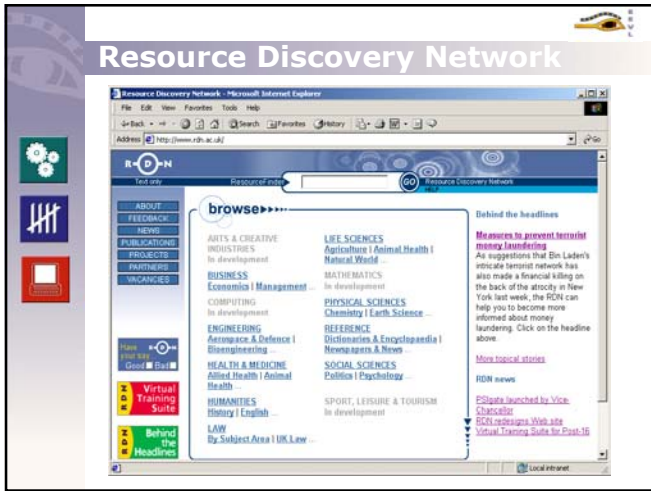 REVL
Resource Discovery Network
Resource Discovery Network - Microsoft Internet Explorer
File Edit View Favorites Tools Help
Back Search Favorites History
Address http://www.rdn.ac.uk/ Go
R·D·N
Text only
ResourceFinder GO Resource Discovery Network
HELP
ABOUT
FEEDBACK
NEWS
PUBLICATIONS
PROJECTS
PARTNERS
VACANCIES
Have your say
R·D·N
Good Bad
RDN Virtual
Training
Suite
RDN Behind
the
Headlines
browse
ARTS & CREATIVE
INDUSTRIES
In development
BUSINESS
Economics | Management ...
COMPUTING
In development
ENGINEERING
Aerospace & Defence |
Bioengineering ...
HEALTH & MEDICINE
Allied Health | Animal
Health ...
HUMANITIES
History | English ...
LAW
By Subject Area | UK Law ...
LIFE SCIENCES
Agriculture | Animal Health |
Natural World ...
MATHEMATICS
In development
PHYSICAL SCIENCES
Chemistry | Earth Science ...
REFERENCE
Dictionaries & Encyclopaedia |
Newspapers & News ...
SOCIAL SCIENCES
Politics | Psychology ...
SPORT, LEISURE & TOURISM
In development
Behind the headlines
Measures to prevent terrorist
money laundering
As suggestions that Bin Laden's
intricate terrorist network has
also made a financial killing on
the back of the atrocity in New
York last week, the RDN can
help you to become more
informed about money
laundering. Click on the headline
above.
More topical stories
RDN news
PSIgate launched by Vice-
Chancellor
RDN redesigns Web site
Virtual Training Suite for Post-16
Local intranet